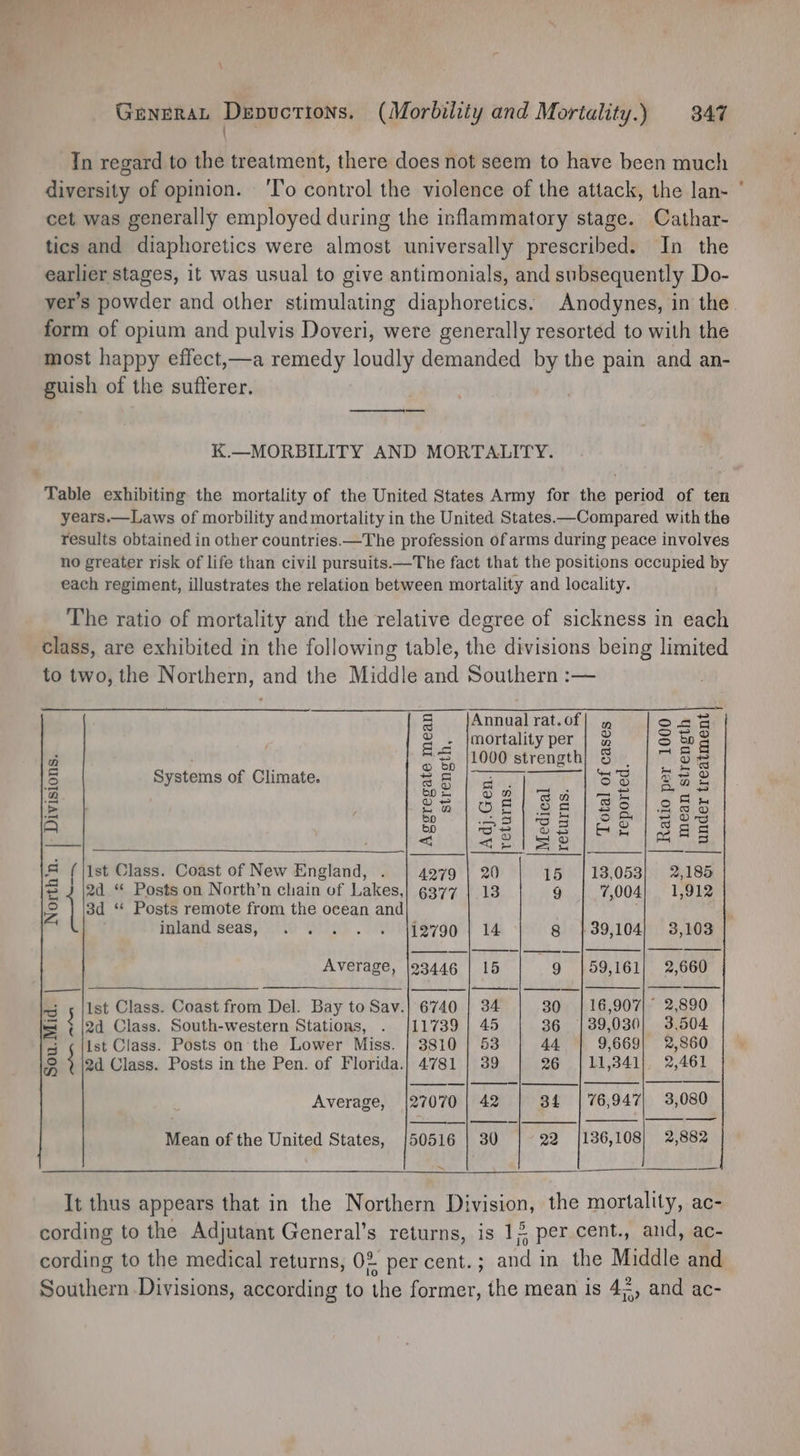 General Deductions. (Morbility and Mortality.) 347
In regard to the treatment, there does not seem to have been much
diversity of opinion. To control the violence of the attack, the lan-
cet was generally employed during the inflammatory stage. Cathar-
tics and diaphoretics were almost universally prescribed. In the
earlier stages, it was usual to give antimonials, and subsequently Do-
ver's powder and other stimulating diaphoretics. Anodynes, in the
form of opium and pulvis Doveri, were generally resorted to with the
most happy effect,—a remedy loudly demanded by the pain and an-
guish of the sufferer.
K.—MORBILITY AND MORTALITY.
Table exhibiting the mortality of the United States Army for the period of ten
years.—Laws of morbility and mortality in the United States.—Compared with the
results obtained in other countries.—The profession of arms during peace involves
no greater risk of life than civil pursuits.—The fact that the positions occupied by
each regiment, illustrates the relation between mortality and locality.
The ratio of mortality and the relative degree of sickness in each
class, are exhibited in the following table, the divisions being limited
to two, the Northern, and the Middle and Southern :—
Divisions. | Systems of Climate. | Aggregate mean strength, | Annual rat. of mortality per 1000 strength | Adj. Gen. returns. | Medical returns. | Total of cases reported. | Ratio per 1000 mean strength under treatment
North'n. | 1st Class. Coast of New England, . | 4279 | 20 | 15 | 13,053 | 2,185
2d “ Posts on North'n chain of Lakes, | 6377 | 13 | 9 | 7,004 | 1,912
3d “ Posts remote from the ocean and
inland seas, . . . . . | 12790 | 14 | 8 | 39,104 | 3,103
Average, | 23446 | 15 | 9 | 59,161 | 2,660
Sou. Mid. | 1st Class. Coast from Del. Bay to Sav. | 6740 | 34 | 30 | 16,907 | 2,890
2d Class. South-western Stations, . | 11739 | 45 | 36 | 39,030 | 3,504
1st Class. Posts on the Lower Miss. | 3810 | 53 | 44 | 9,669 | 2,860
2d Class. Posts in the Pen. of Florida. | 4781 | 39 | 26 | 11,341 | 2,461
Average, | 27070 | 42 | 34 | 76,947 | 3,080
Mean of the United States, | 50516 | 30 | 22 | 136,108 | 2,882
It thus appears that in the Northern Division, the mortality, ac-
cording to the Adjutant General's returns, is 1 5/10 per cent., and, ac-
cording to the medical returns, 0 9/10 per cent.; and in the Middle and
Southern Divisions, according to the former, the mean is 4 2/10, and ac-